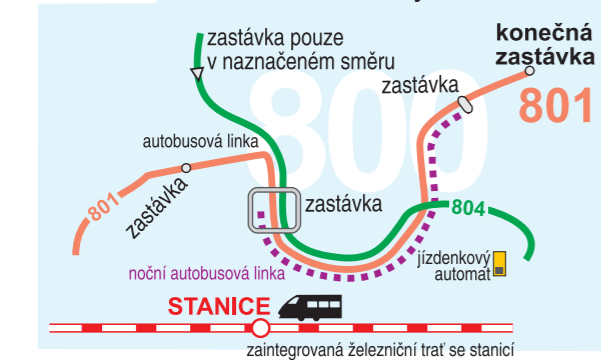 zastávka pouze
v naznačeném směru
konečná
zastávka
801
zastávka
800
autobusová linka
801
zastávka
zastávka
804
noční autobusová linka
jízdenkový
automat
STANICE
zaintegrovaná železniční trať se stanicí